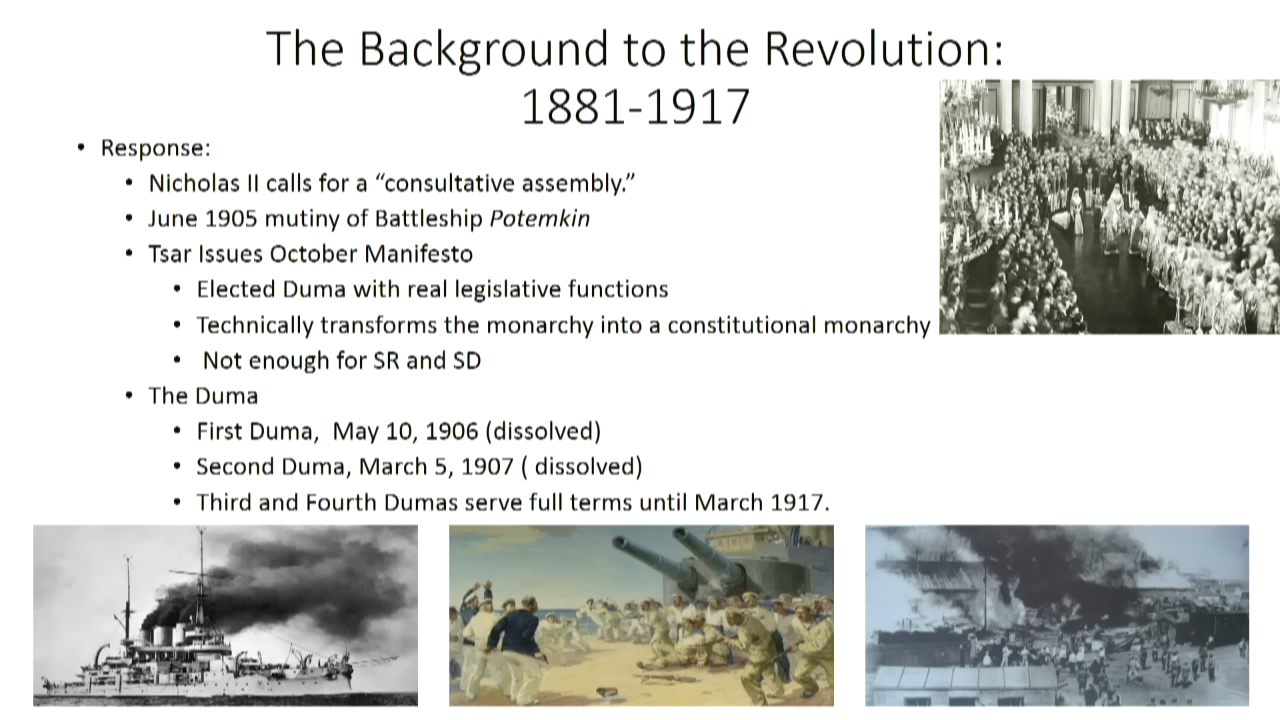 The Background to the Revolution:
1881-1917
• Response:
• Nicholas II calls for a “consultative assembly.”
• June 1905 mutiny of Battleship Potemkin
• Tsar Issues October Manifesto
• Elected Duma with real legislative functions
• Technically transforms the monarchy into a constitutional monarchy
• Not enough for SR and SD
• The Duma
• First Duma,  May 10, 1906 (dissolved)
• Second Duma, March 5, 1907 ( dissolved)
• Third and Fourth Dumas serve full terms until March 1917.